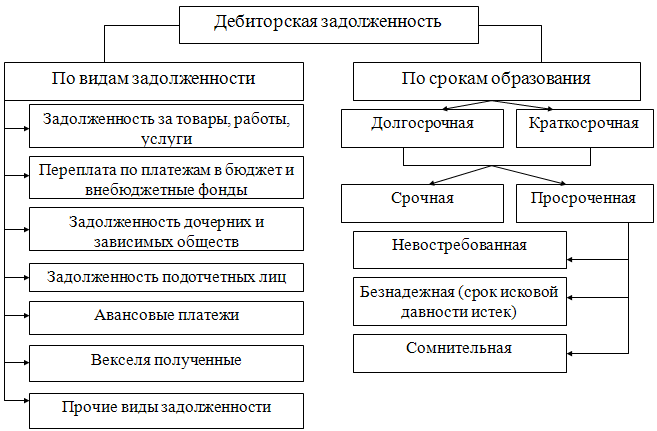 Дебиторская задолженность
По видам задолженности
Задолженность за товары, работы,
услуги
Переплата по платежам в бюджет и
внебюджетные фонды
Задолженность дочерних и
зависимых обществ
Задолженность подотчетных лиц
Авансовые платежи
Векселя полученные
Прочие виды задолженности
По срокам образования
Долгосрочная
Краткосрочная
Срочная
Просроченная
Невостребованная
Безнадежная (срок исковой
давности истек)
Сомнительная